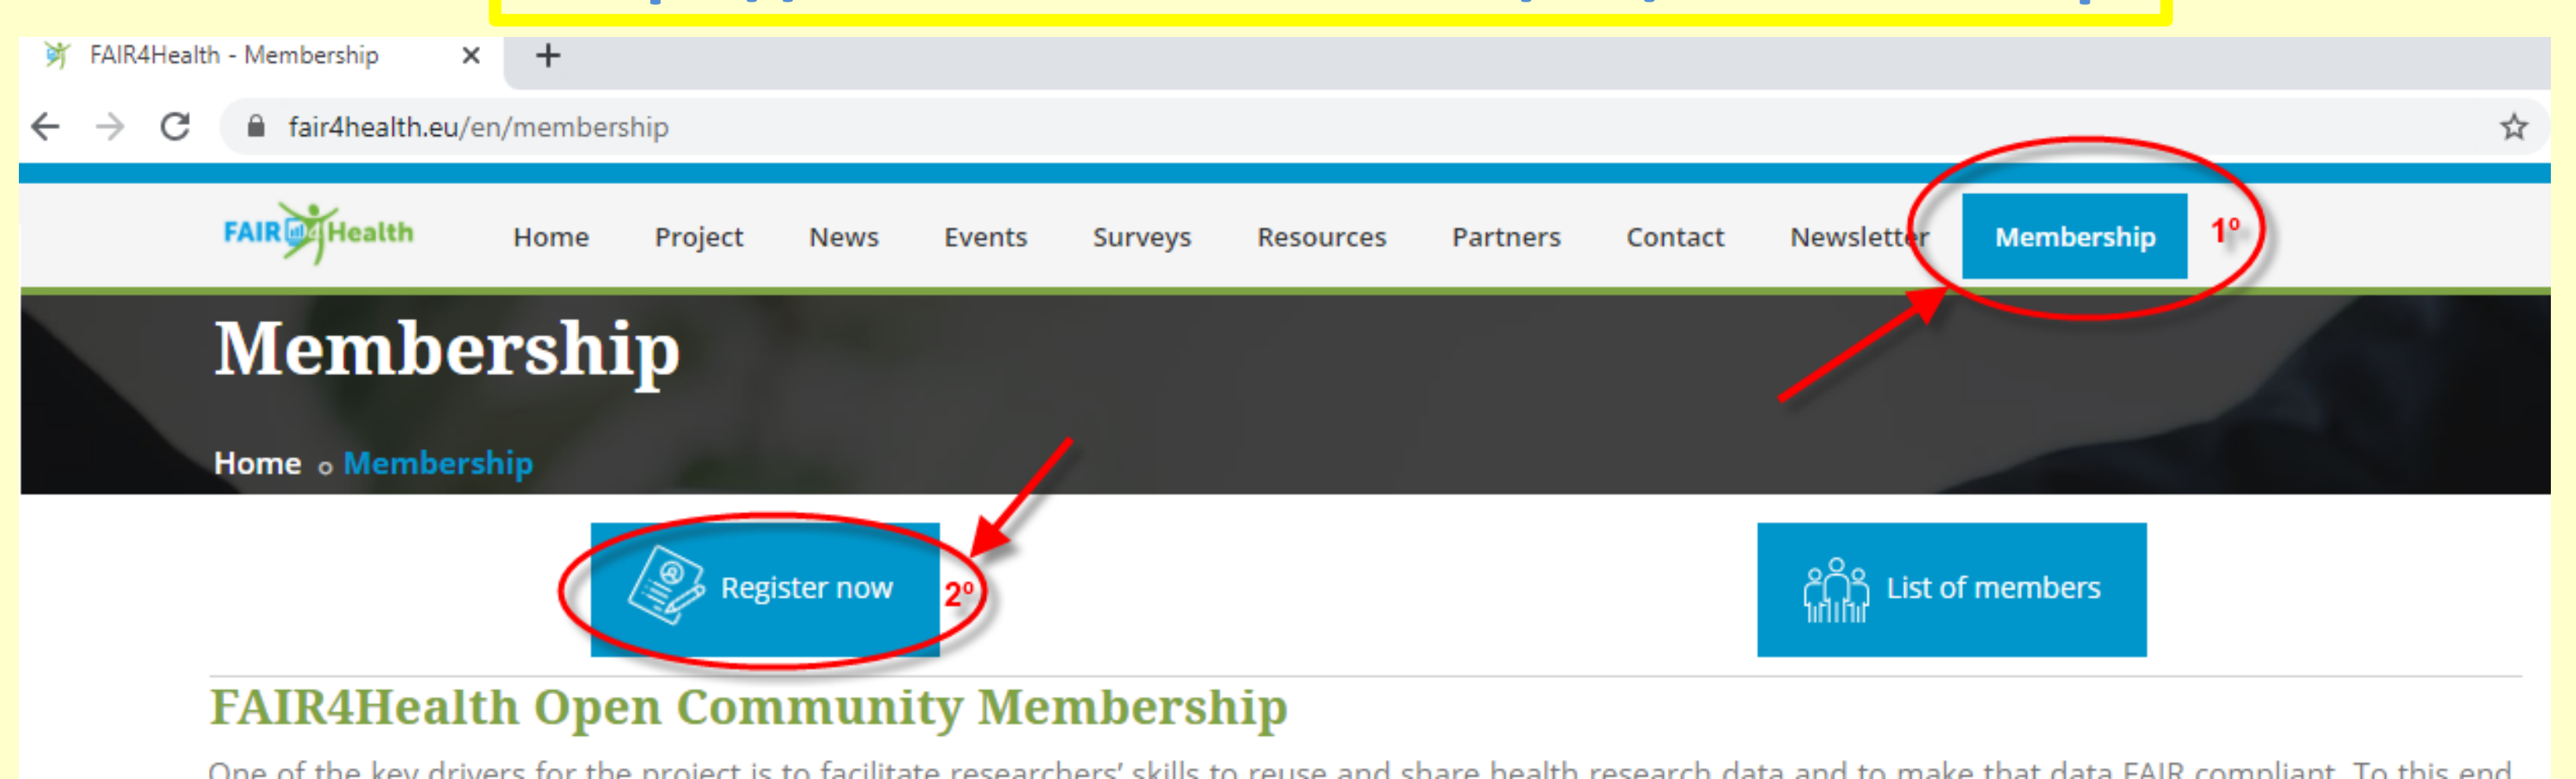 FAIR4Health - Membership
fair4health.eu/en/membership
FAIR4Health Home Project News Events Surveys Resources Partners Contact Newsletter Membership 1º
Membership
Home Membership
Register now 2º List of members
FAIR4Health Open Community Membership
One of the key drivers for the project is to facilitate researchers' skills to reuse and share health research data and to make that data FAIR compliant. To this end